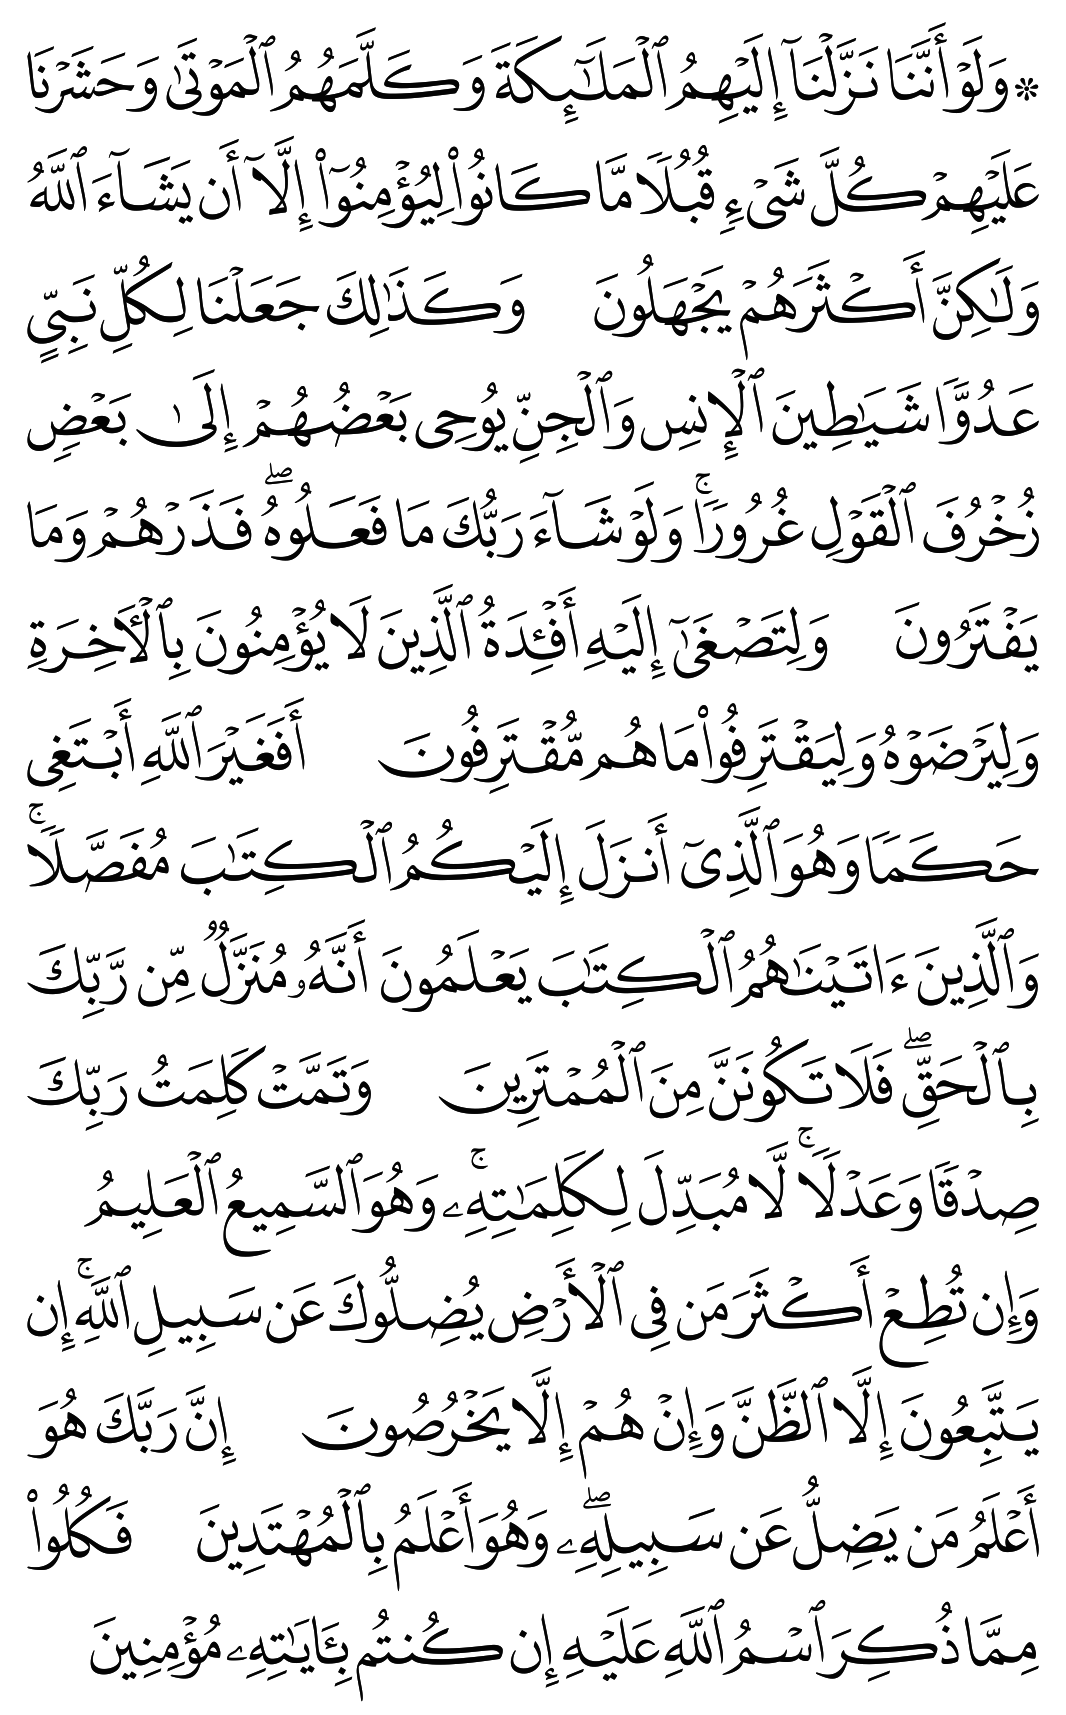 ۞ وَلَوۡ أَنَّنَا نَزَّلۡنَآ إِلَيۡهِمُ ٱلۡمَلَـٰٓئِكَةَ وَكَلَّمَهُمُ ٱلۡمَوۡتَىٰ وَحَشَرۡنَا
عَلَيۡهِمۡ كُلَّ شَىۡءٍ قُبُلًا مَّا كَانُوا۟ لِيُؤۡمِنُوٓا۟ إِلَّآ أَن يَشَآءَ ٱللَّهُ
وَلَـٰكِنَّ أَكۡثَرَهُمۡ يَجۡهَلُونَ وَكَذَٰلِكَ جَعَلۡنَا لِكُلِّ نَبِىٍّ
عَدُوًّا شَيَـٰطِينَ ٱلۡإِنسِ وَٱلۡجِنِّ يُوحِى بَعۡضُهُمۡ إِلَىٰ بَعۡضٍ
زُخۡرُفَ ٱلۡقَوۡلِ غُرُورًاۚ وَلَوۡ شَآءَ رَبُّكَ مَا فَعَلُوهُۖ فَذَرۡهُمۡ وَمَا
يَفۡتَرُونَ وَلِتَصۡغَىٰٓ إِلَيۡهِ أَفۡـِٔدَةُ ٱلَّذِينَ لَا يُؤۡمِنُونَ بِٱلۡـَٔاخِرَةِ
وَلِيَرۡضَوۡهُ وَلِيَقۡتَرِفُوا۟ مَا هُم مُّقۡتَرِفُونَ أَفَغَيۡرَ ٱللَّهِ أَبۡتَغِى
حَكَمًا وَهُوَ ٱلَّذِىٓ أَنزَلَ إِلَيۡكُمُ ٱلۡكِتَـٰبَ مُفَصَّلًاۚ
وَٱلَّذِينَ ءَاتَيۡنَـٰهُمُ ٱلۡكِتَـٰبَ يَعۡلَمُونَ أَنَّهُۥ مُنَزَّلٌ مِّن رَّبِّكَ
بِٱلۡحَقِّۖ فَلَا تَكُونَنَّ مِنَ ٱلۡمُمۡتَرِينَ وَتَمَّتۡ كَلِمَتُ رَبِّكَ
صِدۡقًا وَعَدۡلًاۚ لَّا مُبَدِّلَ لِكَلِمَـٰتِهِۦۚ وَهُوَ ٱلسَّمِيعُ ٱلۡعَلِيمُ
وَإِن تُطِعۡ أَكۡثَرَ مَن فِى ٱلۡأَرۡضِ يُضِلُّوكَ عَن سَبِيلِ ٱللَّهِۚ إِن
يَتَّبِعُونَ إِلَّا ٱلظَّنَّ وَإِنۡ هُمۡ إِلَّا يَخۡرُصُونَ إِنَّ رَبَّكَ هُوَ
أَعۡلَمُ مَن يَضِلُّ عَن سَبِيلِهِۦۖ وَهُوَ أَعۡلَمُ بِٱلۡمُهۡتَدِينَ فَكُلُوا۟
مِمَّا ذُكِرَ ٱسۡمُ ٱللَّهِ عَلَيۡهِ إِن كُنتُم بِـَٔايَـٰتِهِۦ مُؤۡمِنِينَ